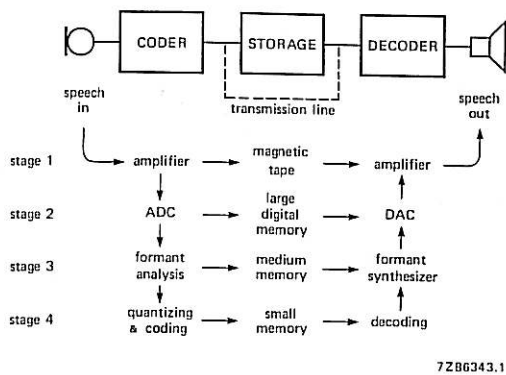 CODER STORAGE DECODER
speech in
transmission line
speech out
stage 1 amplifier magnetic tape amplifier
stage 2 ADC large digital memory DAC
stage 3 formant analysis medium memory formant synthesizer
stage 4 quantizing & coding small memory decoding
7Z86343.1